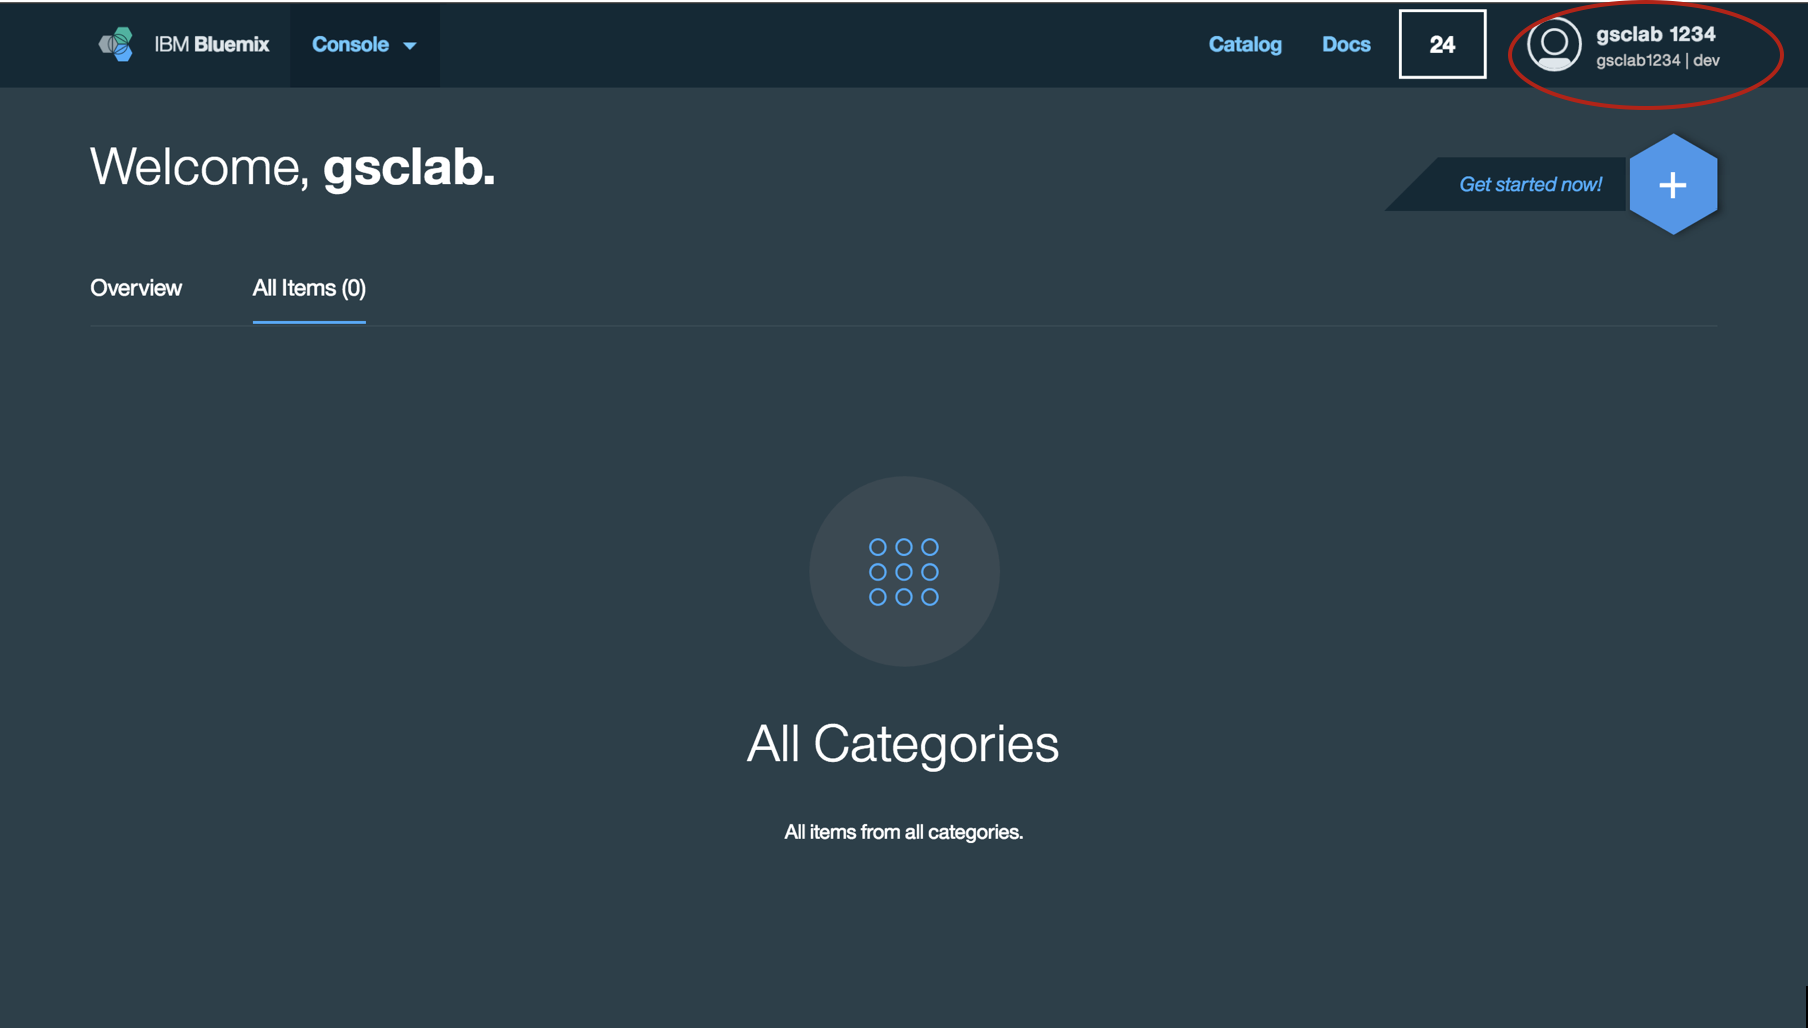 IBM Bluemix
Console
Catalog
Docs
24
gsclab 1234
gsclab1234 | dev
Welcome, gsclab.
Get started now!
+
Overview
All Items (0)
All Categories
All items from all categories.